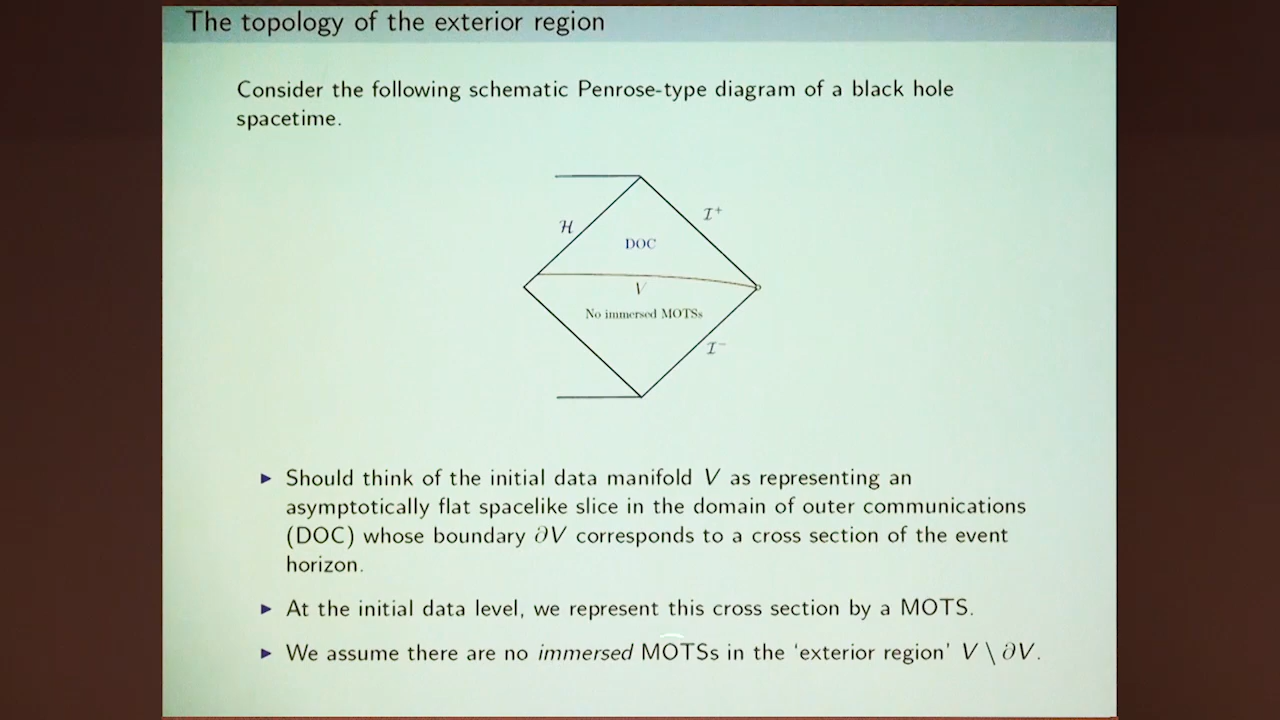 The topology of the exterior region
Consider the following schematic Penrose-type diagram of a black hole
spacetime.
ℋ
ℐ⁺
DOC
V
No immersed MOTSs
ℐ⁻
▶ Should think of the initial data manifold V as representing an
asymptotically flat spacelike slice in the domain of outer communications
(DOC) whose boundary ∂V corresponds to a cross section of the event
horizon.
▶ At the initial data level, we represent this cross section by a MOTS.
▶ We assume there are no immersed MOTSs in the ‘exterior region’ V \ ∂V.